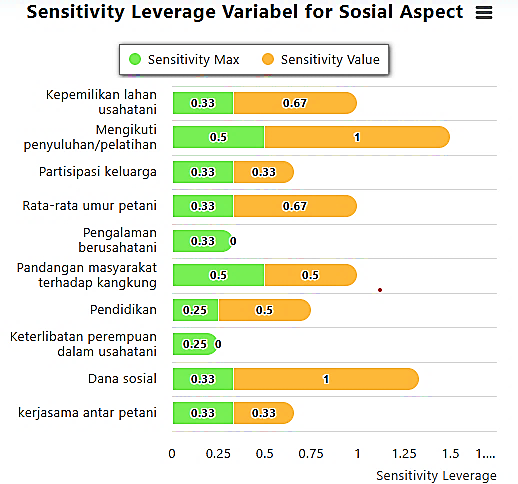 Sensitivity Leverage Variabel for Sosial Aspect
Sensitivity Max Sensitivity Value
Kepemilikan lahan
usahatani
0.33 0.67
Mengikuti
penyuluhan/pelatihan
0.5 1
Partisipasi keluarga
0.33 0.33
Rata-rata umur petani
0.33 0.67
Pengalaman
berusahatani
0.33 0
Pandangan masyarakat
terhadap kangkung
0.5 0.5
Pendidikan
0.25 0.5
Keterlibatan perempuan
dalam usahatani
0.25 0
Dana sosial
0.33 1
kerjasama antar petani
0.33 0.33
0 0.25 0.5 0.75 1 1.25 1.5 1....
Sensitivity Leverage